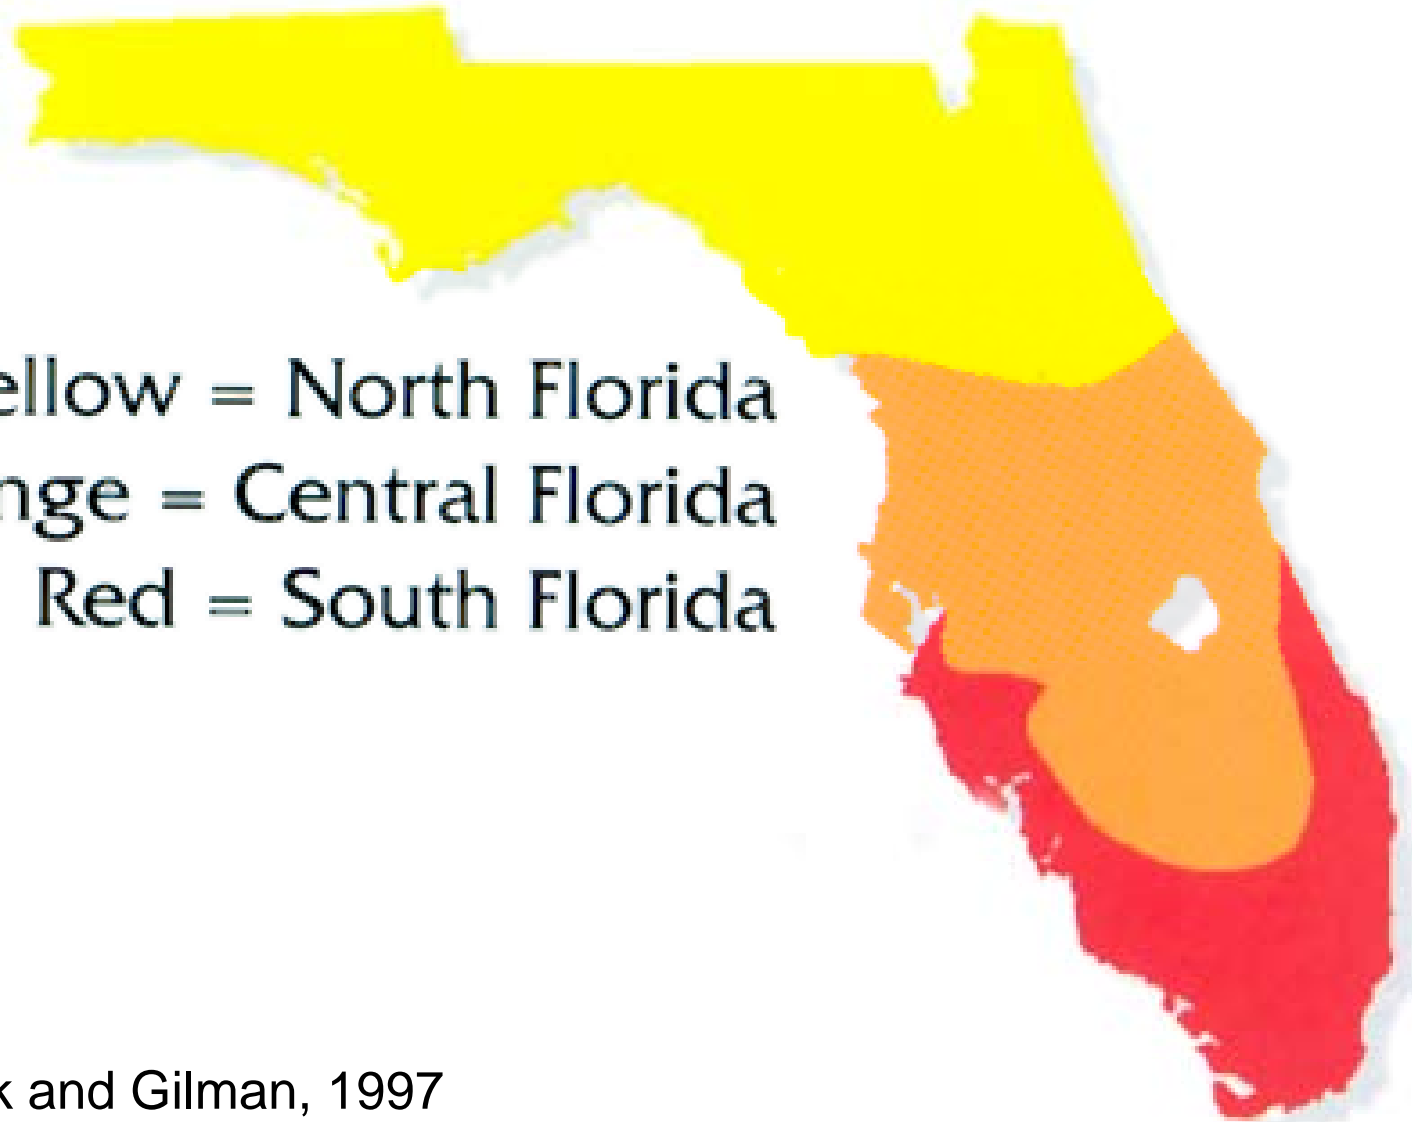 ellow = North Florida
nge = Central Florida
Red = South Florida
k and Gilman, 1997